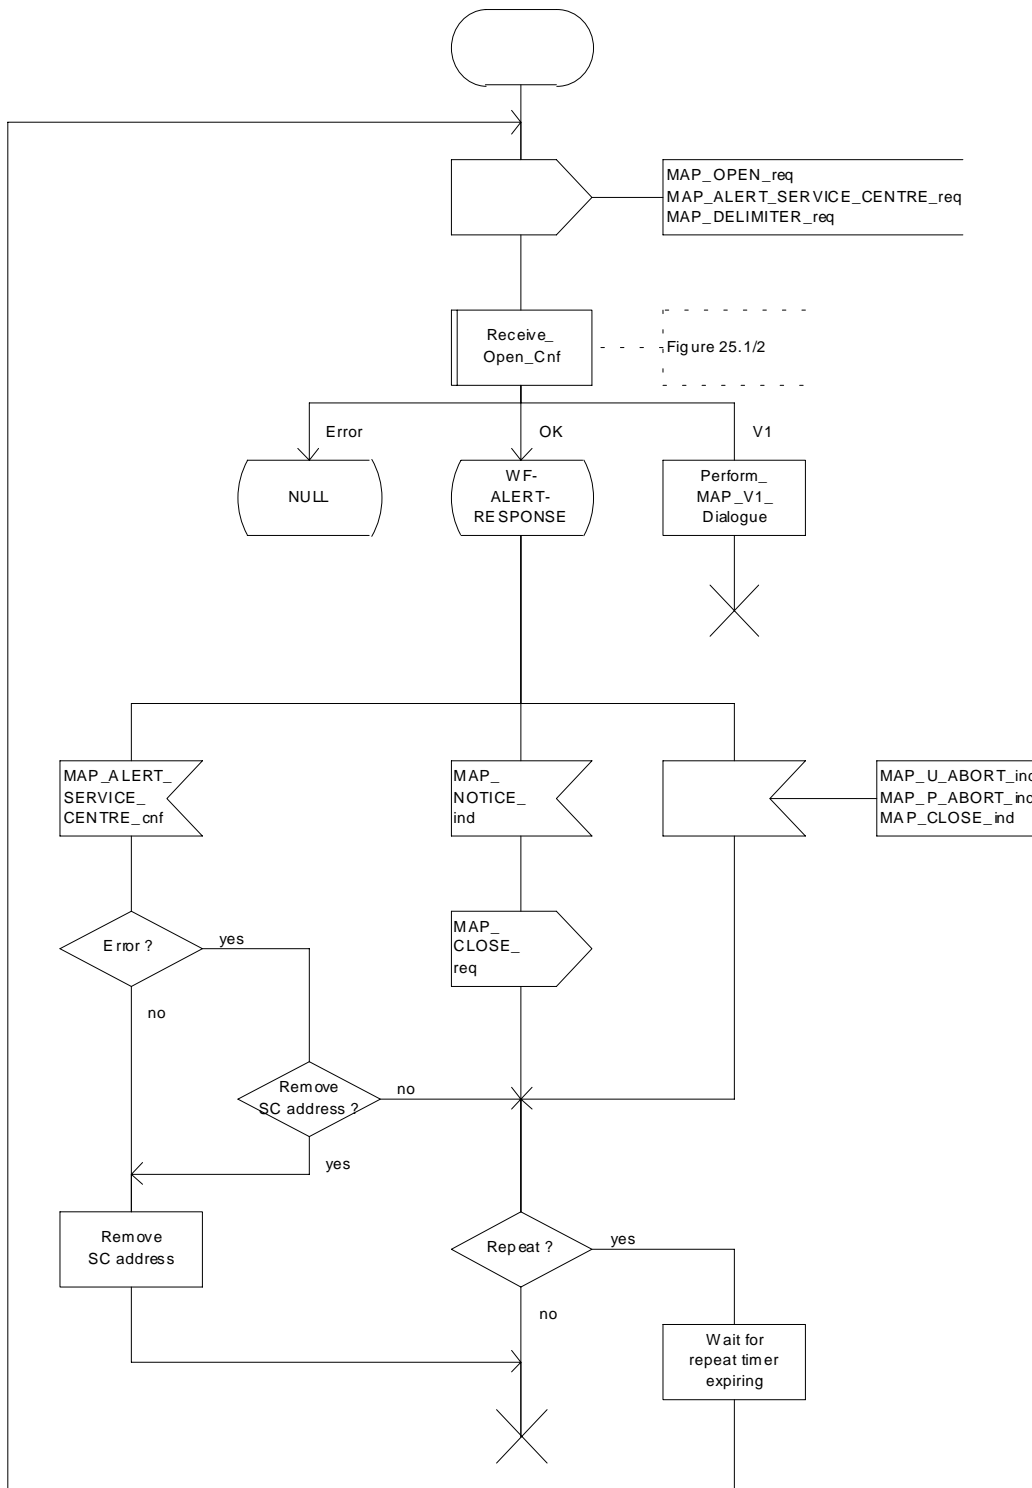 MAP_OPEN_req
MAP_ALERT_SERVICE_CENTRE_req
MAP_DELIMITER_req
Receive_
Open_Cnf
Figure 25.1/2
Error
OK
V1
NULL
WF-
ALERT-
RESPONSE
Perform_
MAP_V1_
Dialogue
MAP_ALERT_
SERVICE_
CENTRE_cnf
MAP_
NOTICE_
ind
MAP_U_ABORT_ind
MAP_P_ABORT_ind
MAP_CLOSE_ind
Error ?
yes
no
MAP_
CLOSE_
req
Remove
SC address ?
no
yes
Remove
SC address
Repeat ?
yes
no
Wait for
repeat timer
expiring